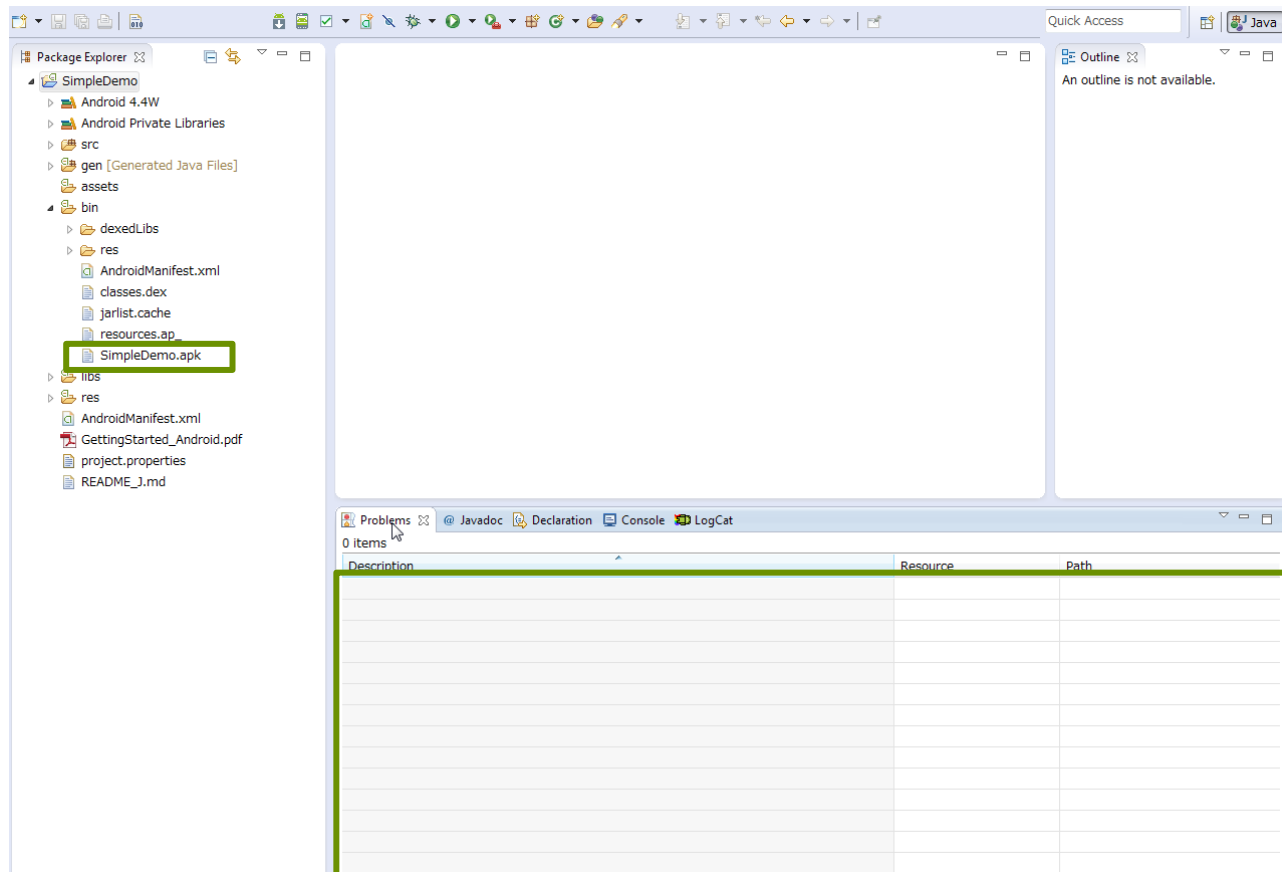 Quick Access
Java
Package Explorer
SimpleDemo
Android 4.4W
Android Private Libraries
src
gen [Generated Java Files]
assets
bin
dexedLibs
res
AndroidManifest.xml
classes.dex
jarlist.cache
resources.ap_
SimpleDemo.apk
libs
res
AndroidManifest.xml
GettingStarted_Android.pdf
project.properties
README_J.md
Outline
An outline is not available.
Problems @ Javadoc Declaration Console LogCat
0 items
Description Resource Path